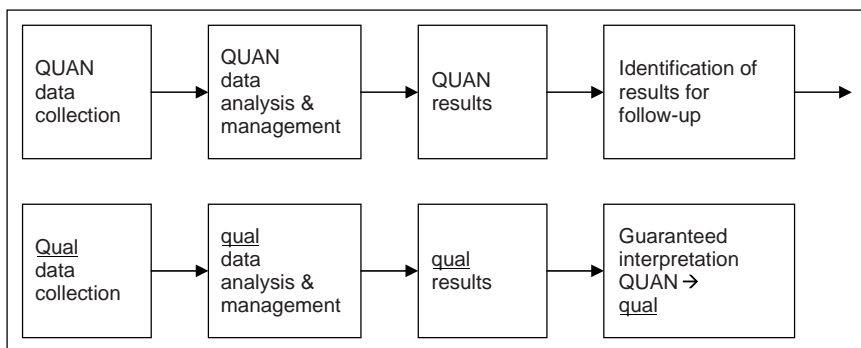 QUAN
data
collection
QUAN
data
analysis &
management
QUAN
results
Identification of
results for
follow-up
Qual
data
collection
qual
data
analysis &
management
qual
results
Guaranteed
interpretation
QUAN →
qual